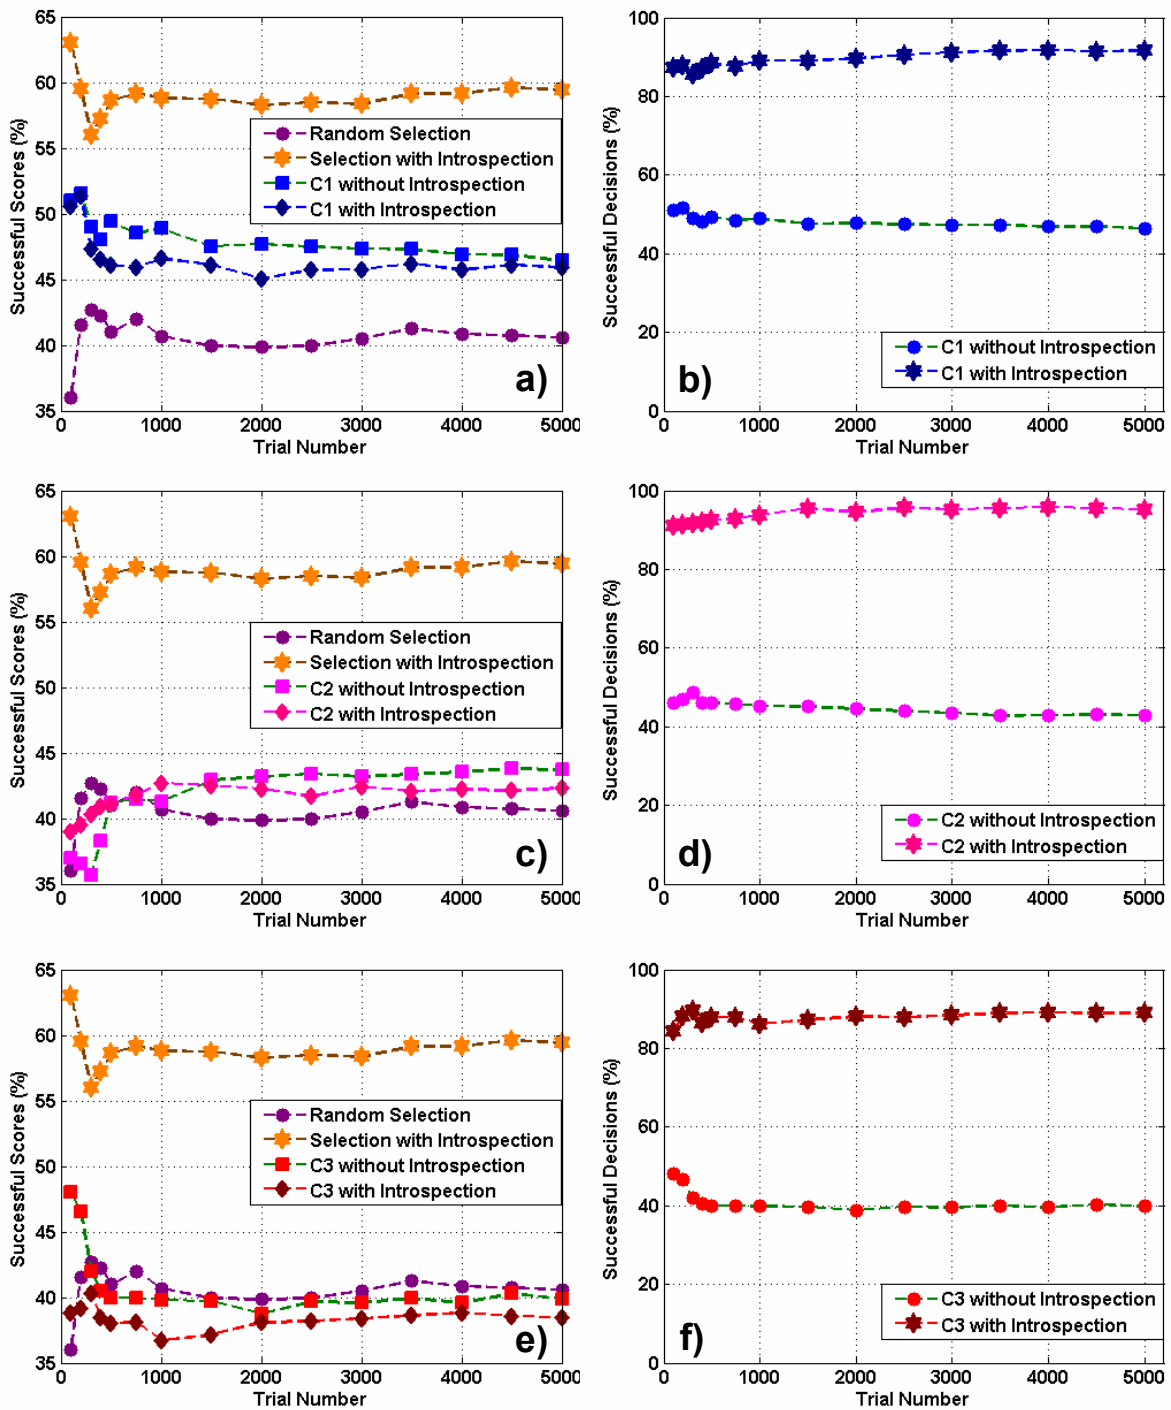 65
60
55
50
45
40
35
Successful Scores (%)
Random Selection
Selection with Introspection
C1 without Introspection
C1 with Introspection
a)
0 1000 2000 3000 4000 5000
Trial Number
100
80
60
40
20
0
Successful Decisions (%)
C1 without Introspection
C1 with Introspection
b)
0 1000 2000 3000 4000 5000
Trial Number
65
60
55
50
45
40
35
Successful Scores (%)
Random Selection
Selection with Introspection
C2 without Introspection
C2 with Introspection
c)
0 1000 2000 3000 4000 5000
Trial Number
100
80
60
40
20
0
Successful Decisions (%)
C2 without Introspection
C2 with Introspection
d)
0 1000 2000 3000 4000 5000
Trial Number
65
60
55
50
45
40
35
Successful Scores (%)
Random Selection
Selection with Introspection
C3 without Introspection
C3 with Introspection
e)
0 1000 2000 3000 4000 5000
Trial Number
100
80
60
40
20
0
Successful Decisions (%)
C3 without Introspection
C3 with Introspection
f)
0 1000 2000 3000 4000 5000
Trial Number